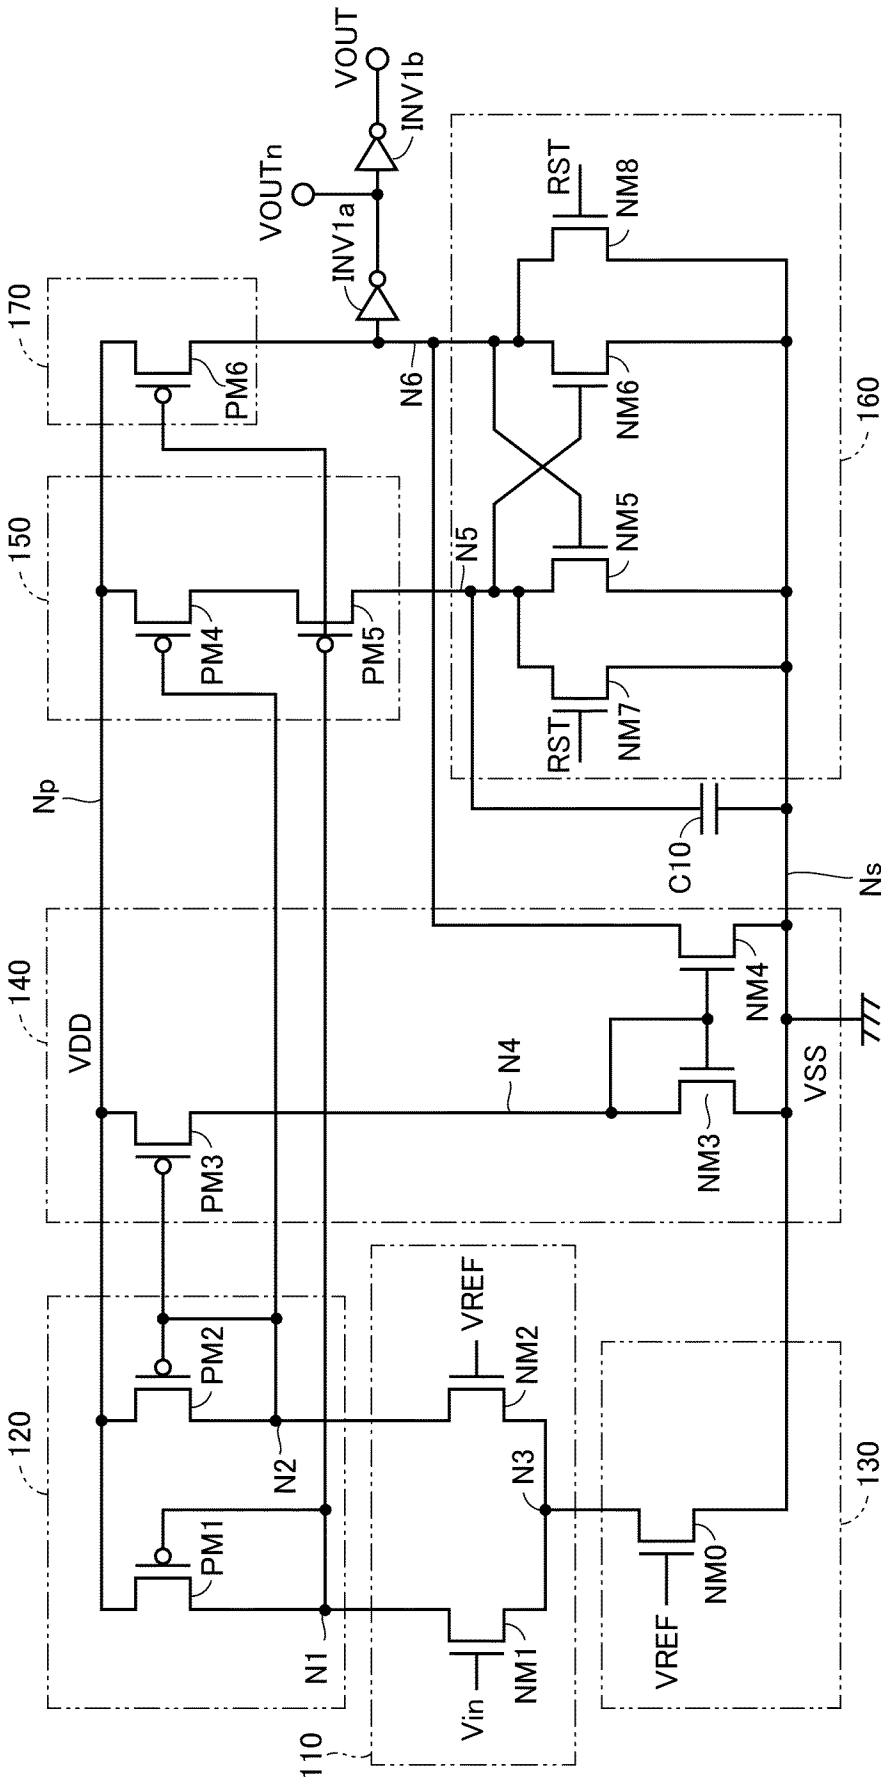 120
140
150
170
VDD
Np
PM1
PM2
PM3
PM4
PM6
PM5
VOUTn
VOUT
INV1a
INV1b
N1
N2
N4
N5
N6
110
Vin
NM1
VREF
NM2
N3
RST
NM7
NM5
NM6
RST
NM8
C10
VREF
NM0
NM3
NM4
VSS
Ns
130
160